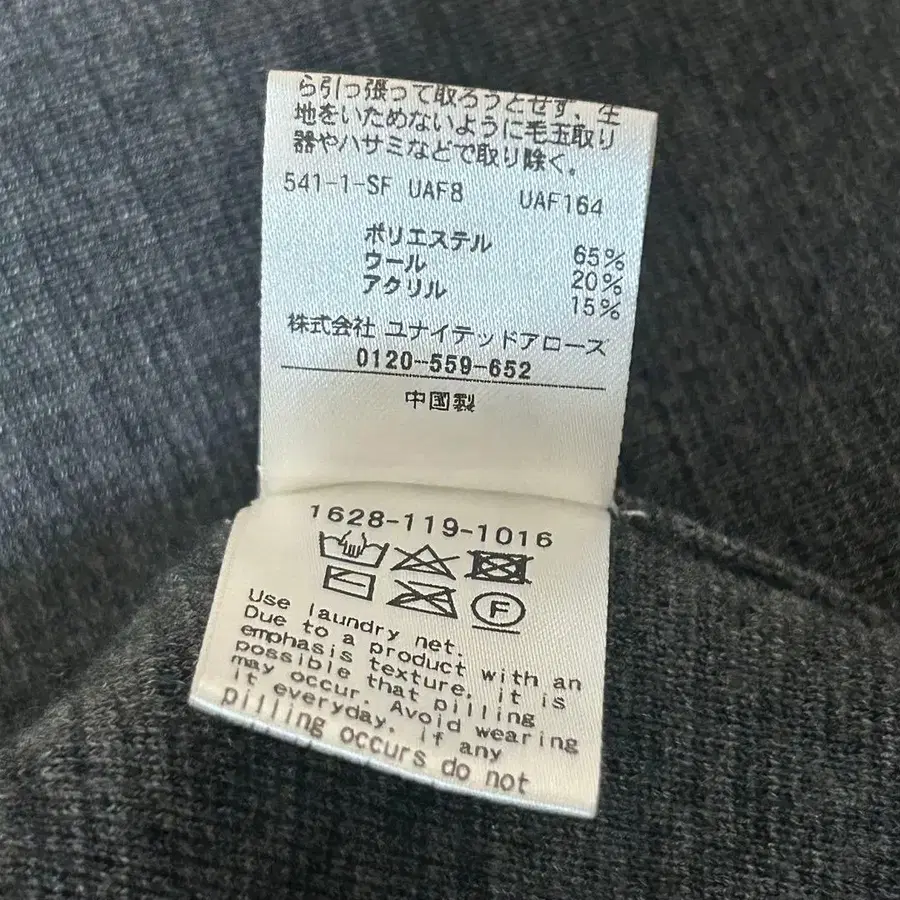 ら引っ張って取ろうとせず、生
地をいためないように毛玉取り
器やハサミなどで取り除く。
541-1-SF UAF8 UAF164
ポリエステル 65%
ウール 20%
アクリル 15%
株式会社 ユナイテッドアローズ
0120-559-652
中國製
1628-119-1016
F
Use laundry net.
Due to a product with an
emphasis texture, it is
possible that pilling
may occur. Avoid wearing
it everyday, if any
pilling occurs do not